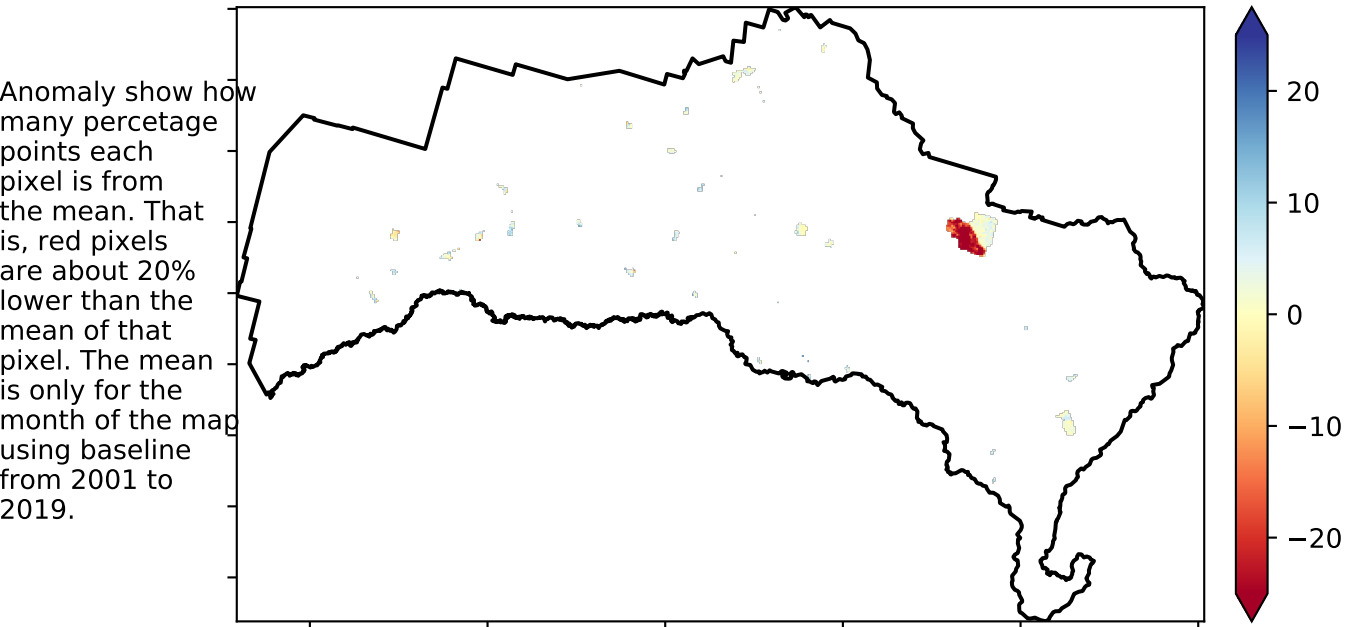 Anomaly show how
many percetage
points each
pixel is from
the mean. That
is, red pixels
are about 20%
lower than the
mean of that
pixel. The mean
is only for the
month of the map
using baseline
from 2001 to
2019.
20
10
0
−10
−20